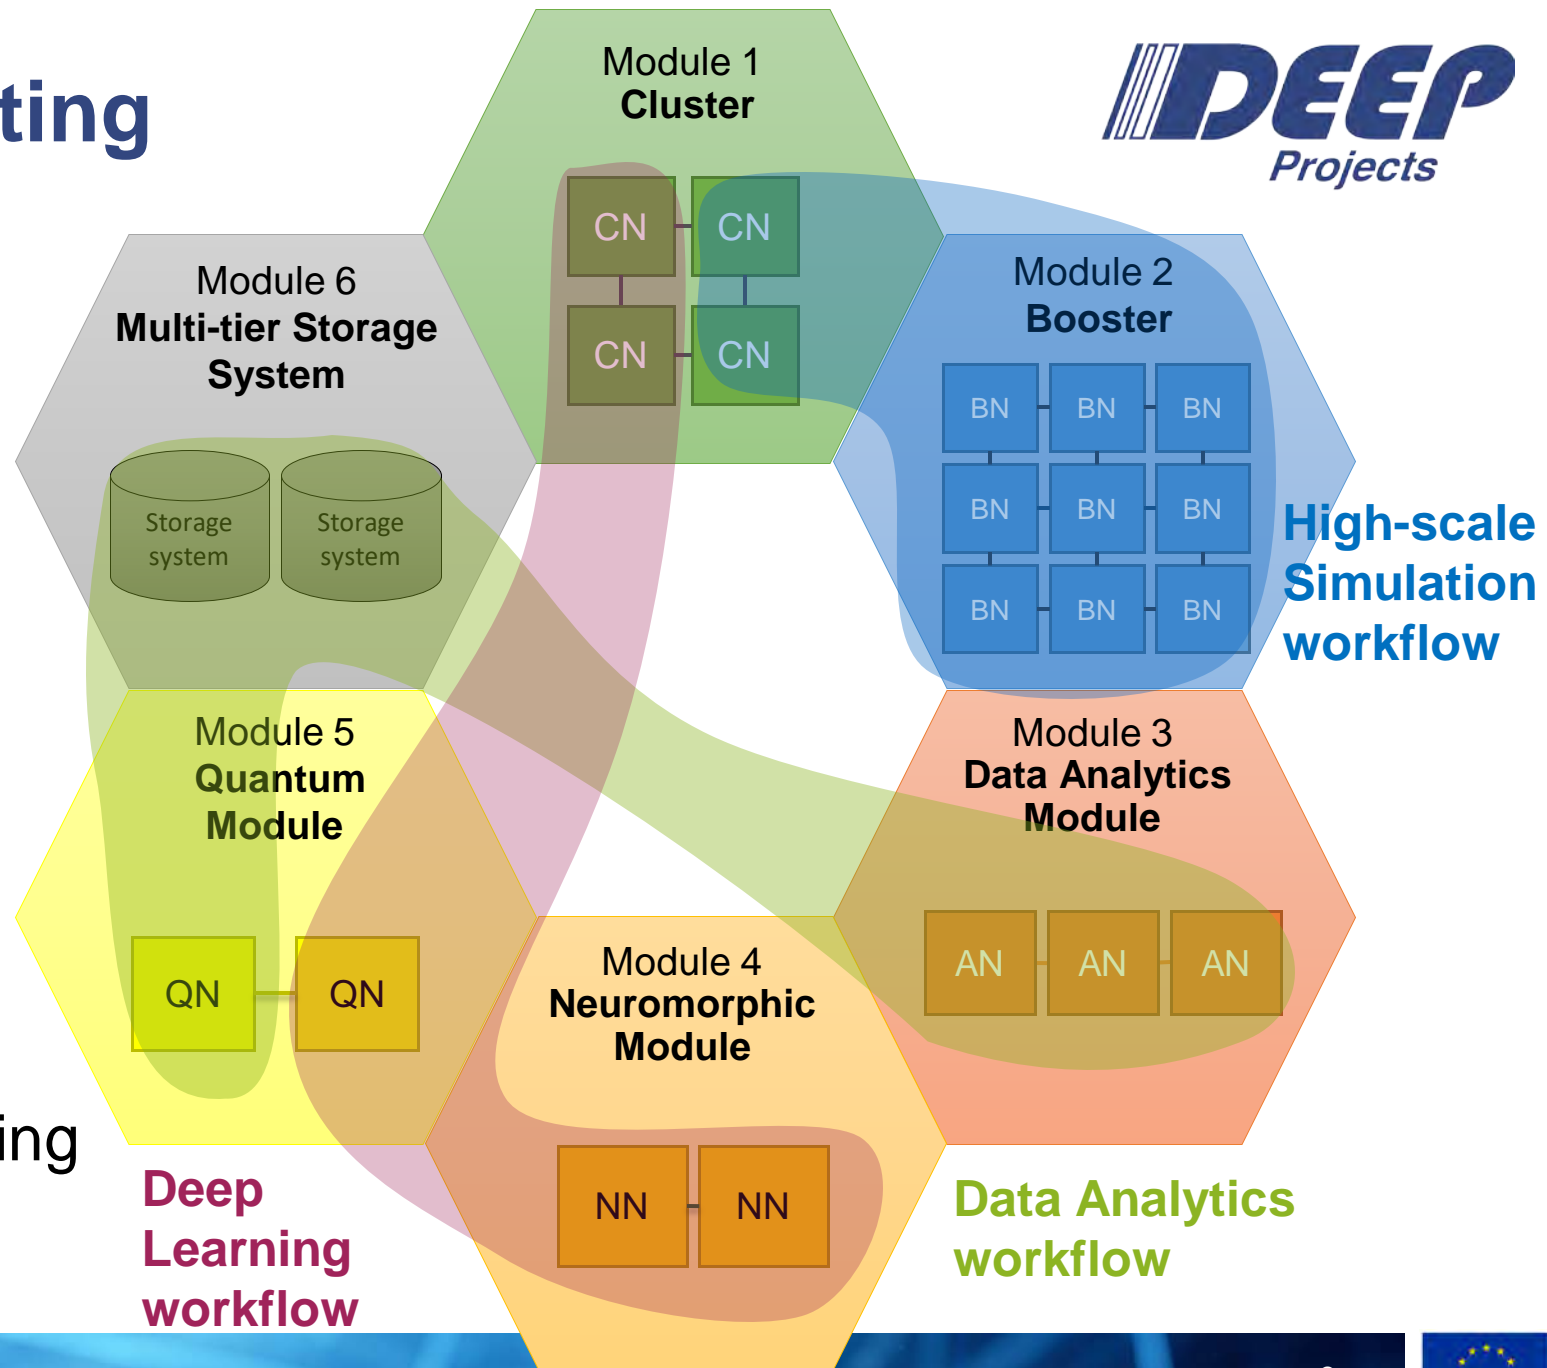 ting
DEEP
Projects
Module 1
Cluster
CN CN
CN CN
Module 6
Multi-tier Storage
System
Storage
system
Storage
system
Module 2
Booster
BN BN BN
BN BN BN
BN BN BN
High-scale
Simulation
workflow
Module 5
Quantum
Module
QN QN
Module 3
Data Analytics
Module
AN AN AN
Module 4
Neuromorphic
Module
NN NN
ing
Deep
Learning
workflow
Data Analytics
workflow